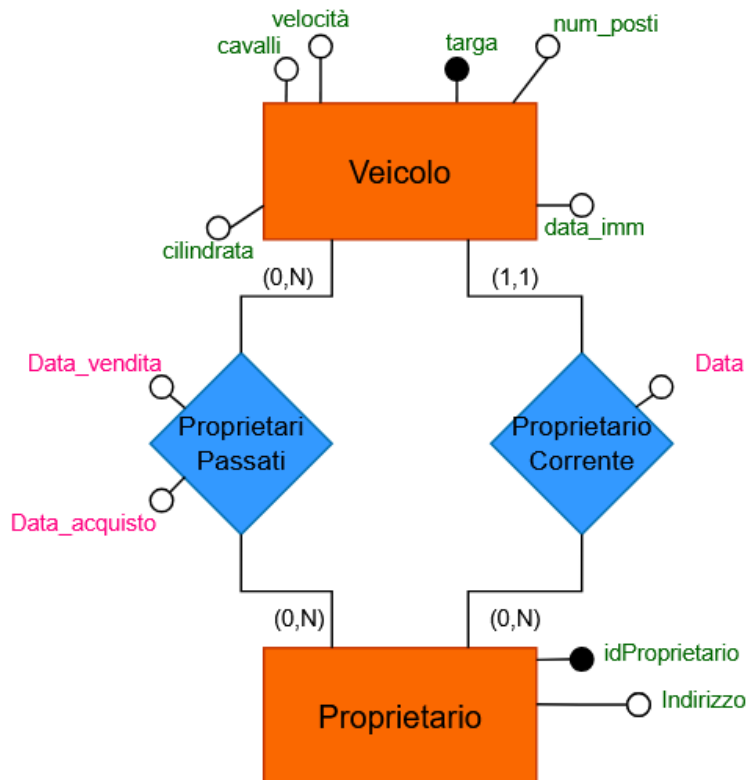 velocità
cavalli
targa
num_posti
Veicolo
cilindrata
data_imm
(0,N)
(1,1)
Data_vendita
Data
Proprietari
Passati
Proprietario
Corrente
Data_acquisto
(0,N)
(0,N)
idProprietario
Indirizzo
Proprietario